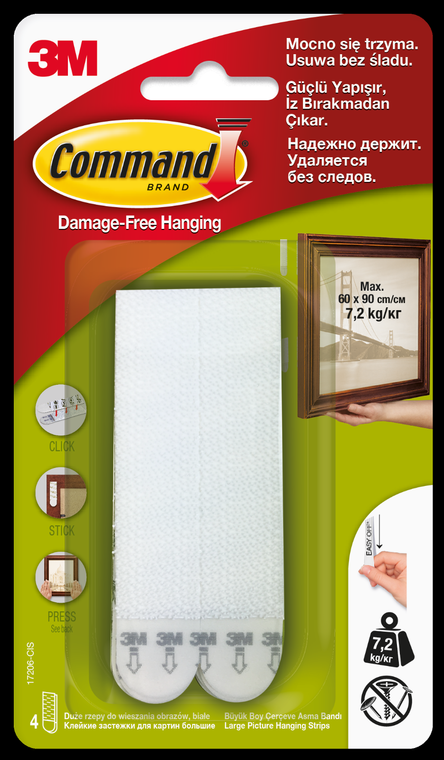 3M
Mocno się trzyma.
Usuwa bez śladu.
Güçlü Yapışır,
İz Bırakmadan
Çıkar.
Надежно держит.
Удаляется
без следов.
Command®
BRAND
Damage-Free Hanging
Max.
60 x 90 cm/см
7,2 kg/кг
CLICK
STICK
PRESS
See back
EASY OFF
7,2
kg/кг
3M 3M 3M 3M 3M
17206-CIS
4
Duże rzepy do wieszania obrazów, białe
Клейкие застежки для картин большие
Büyük Boy Çerçeve Asma Bandı
Large Picture Hanging Strips